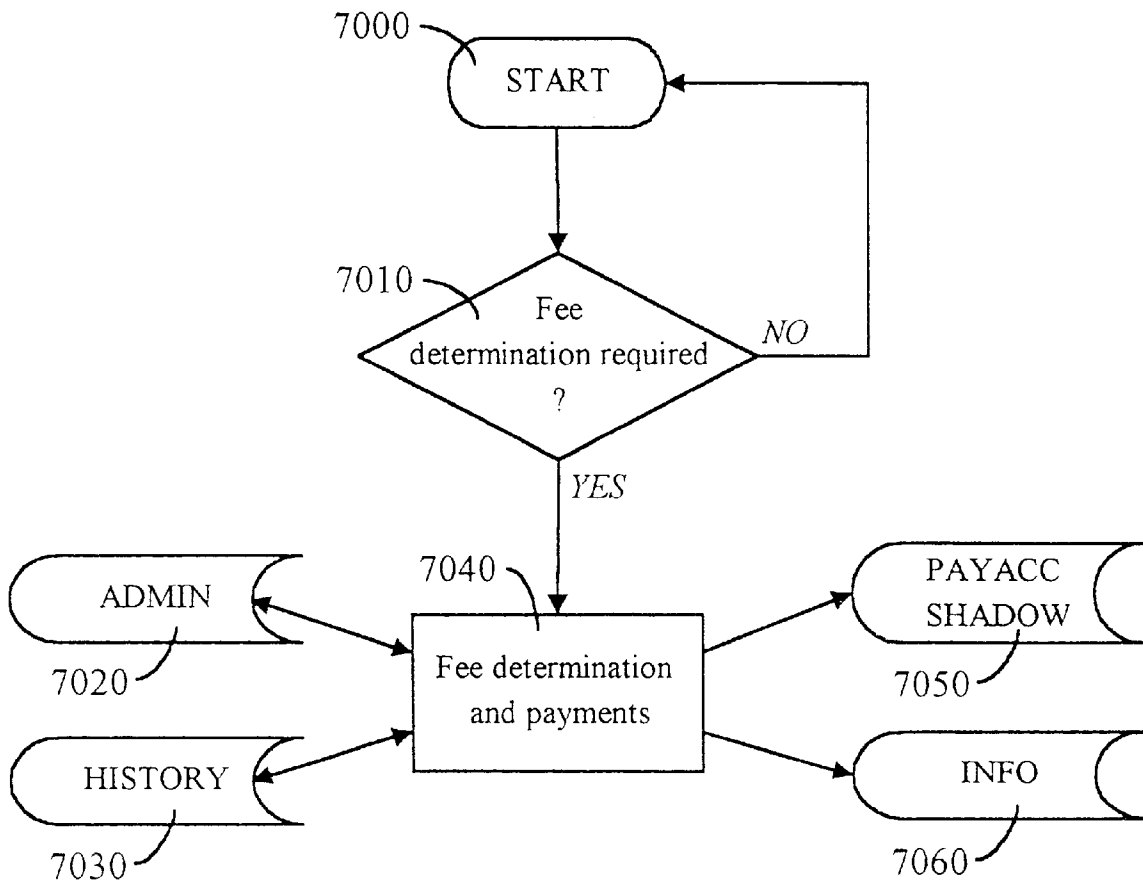 7000
START
7010
Fee
determination required
?
NO
YES
7040
ADMIN
7020
Fee determination
and payments
PAYACC
SHADOW
7050
HISTORY
7030
INFO
7060